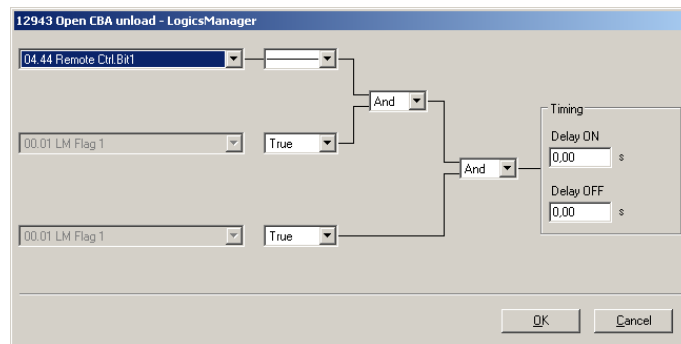 12943 Open CBA unload - LogicsManager
04.44 Remote Ctrl.Bit1
And
Timing
Delay ON
00.01 LM Flag 1 True
0,00 s
And
Delay OFF
0,00 s
00.01 LM Flag 1 True
OK Cancel